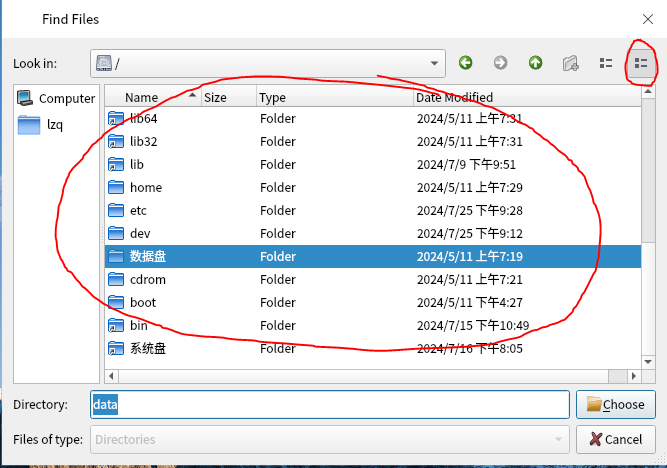 Find Files
Look in: /
Computer
lzq
Name Size Type Date Modified
lib64 Folder 2024/5/11 上午7:31
lib32 Folder 2024/5/11 上午7:31
lib Folder 2024/7/9 下午9:51
home Folder 2024/5/11 上午7:29
etc Folder 2024/7/25 下午9:28
dev Folder 2024/7/25 下午9:12
数据盘 Folder 2024/5/11 上午7:19
cdrom Folder 2024/5/11 上午7:21
boot Folder 2024/5/11 下午4:27
bin Folder 2024/7/15 下午10:49
系统盘 Folder 2024/7/16 下午8:05
Directory: data Choose
Files of type: Directories Cancel